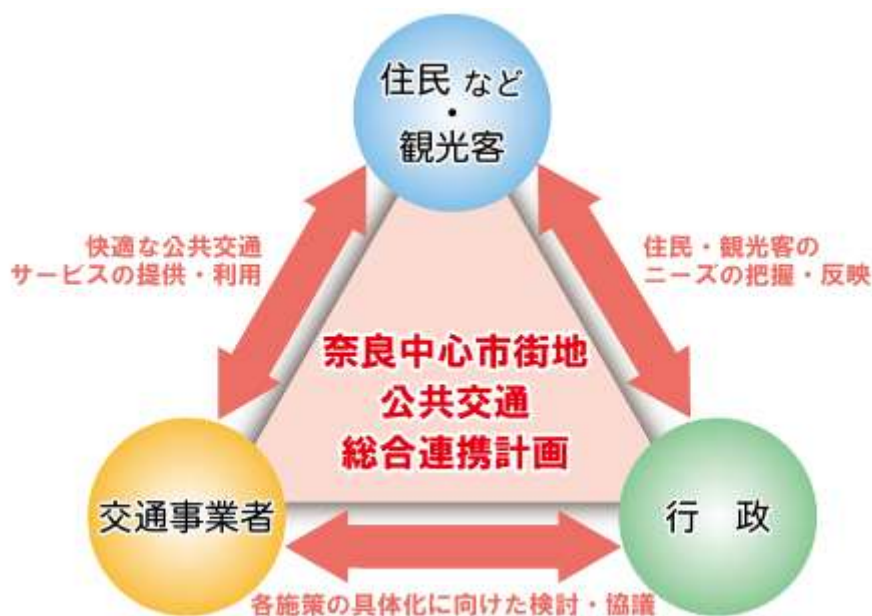 住民 など
・
観光客
快適な公共交通
サービスの提供・利用
住民・観光客の
ニーズの把握・反映
奈良中心市街地
公共交通
総合連携計画
交通事業者
行　政
各施策の具体化に向けた検討・協議